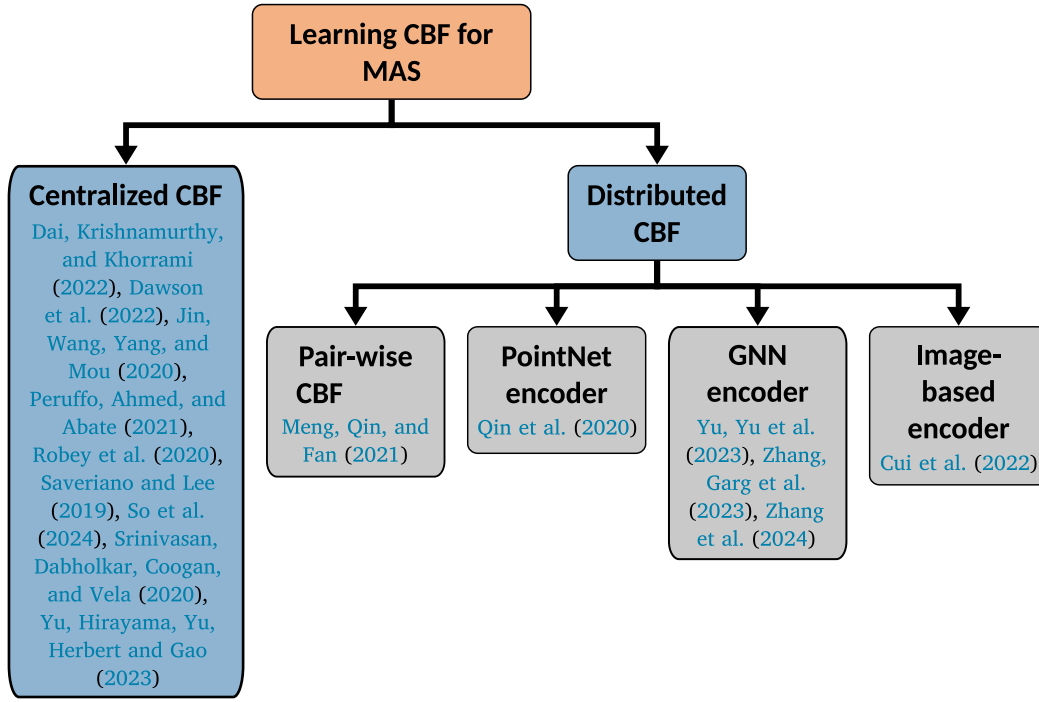 Learning CBF for
MAS
Centralized CBF
Dai, Krishnamurthy,
and Khorrami
(2022), Dawson
et al. (2022), Jin,
Wang, Yang, and
Mou (2020),
Peruffo, Ahmed, and
Abate (2021),
Robey et al. (2020),
Saveriano and Lee
(2019), So et al.
(2024), Srinivasan,
Dabholkar, Coogan,
and Vela (2020),
Yu, Hirayama, Yu,
Herbert and Gao
(2023)
Distributed
CBF
Pair-wise
CBF
Meng, Qin, and
Fan (2021)
PointNet
encoder
Qin et al. (2020)
GNN
encoder
Yu, Yu et al.
(2023), Zhang,
Garg et al.
(2023), Zhang
et al. (2024)
Image-
based
encoder
Cui et al. (2022)